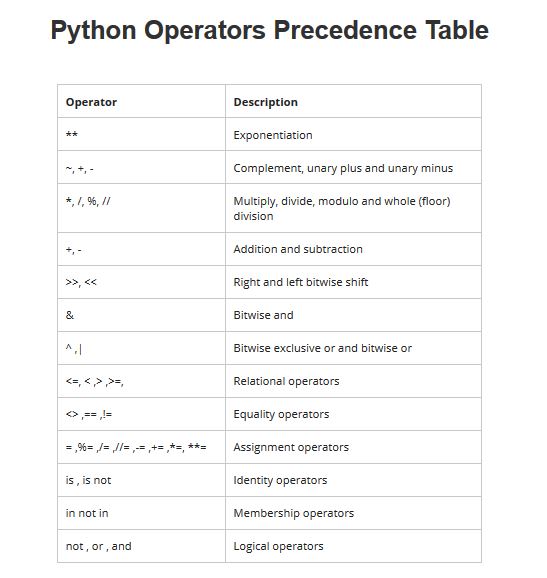 Python Operators Precedence Table
Operator Description
** Exponentiation
~, +, - Complement, unary plus and unary minus
*, /, %, // Multiply, divide, modulo and whole (floor)
division
+, - Addition and subtraction
>>, << Right and left bitwise shift
& Bitwise and
^ ,| Bitwise exclusive or and bitwise or
<=, < ,> ,>=, Relational operators
<> ,== ,!= Equality operators
= ,%= ,/= ,//= ,-= ,+= ,*=, **= Assignment operators
is , is not Identity operators
in not in Membership operators
not , or , and Logical operators